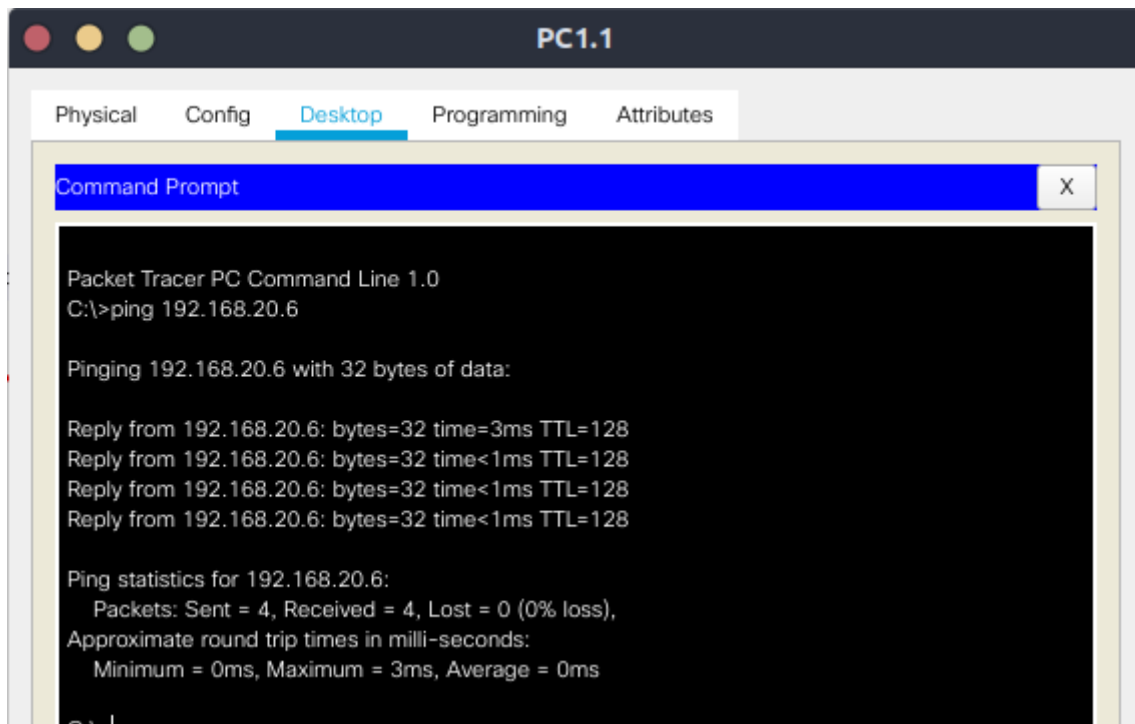 PC1.1
Physical Config Desktop Programming Attributes
Command Prompt X
Packet Tracer PC Command Line 1.0
C:\>ping 192.168.20.6
Pinging 192.168.20.6 with 32 bytes of data:
Reply from 192.168.20.6: bytes=32 time=3ms TTL=128
Reply from 192.168.20.6: bytes=32 time<1ms TTL=128
Reply from 192.168.20.6: bytes=32 time<1ms TTL=128
Reply from 192.168.20.6: bytes=32 time<1ms TTL=128
Ping statistics for 192.168.20.6:
Packets: Sent = 4, Received = 4, Lost = 0 (0% loss),
Approximate round trip times in milli-seconds:
Minimum = 0ms, Maximum = 3ms, Average = 0ms